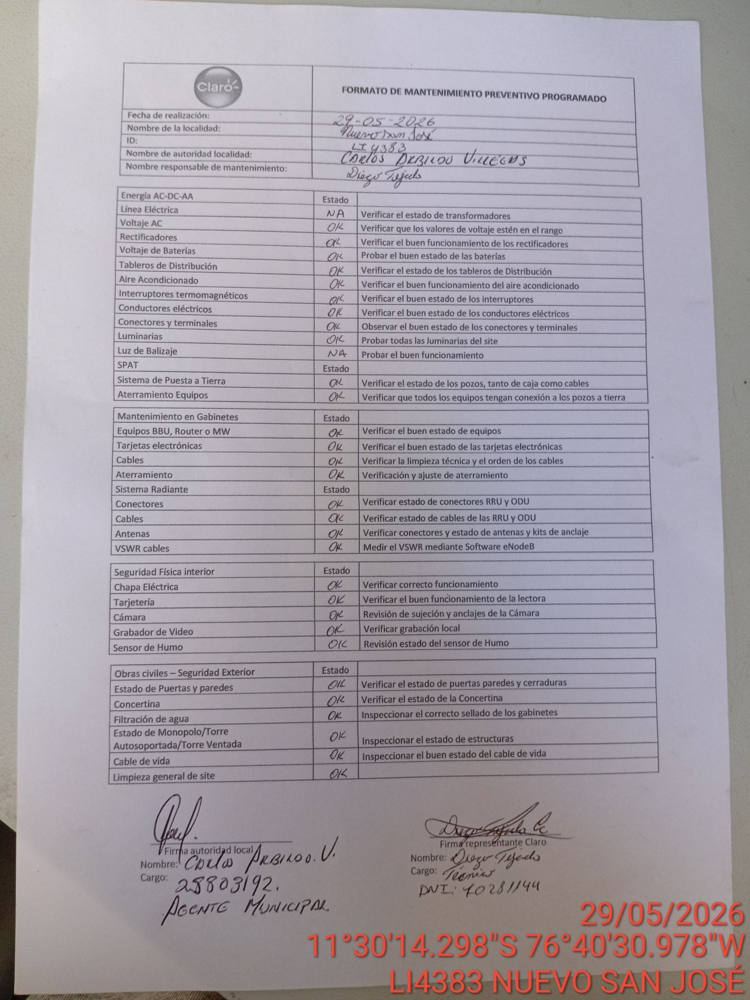 Claro
FORMATO DE MANTENIMIENTO PREVENTIVO PROGRAMADO
Fecha de realización: 29-05-2026
Nombre de la localidad: Nuevo San José
ID: LI4383
Nombre de autoridad localidad: CARLOS ARBILDO VILLEGAS
Nombre responsable de mantenimiento: Diego Tejada
Energía AC-DC-AA Estado
Línea Eléctrica NA Verificar el estado de transformadores
Voltaje AC OK Verificar que los valores de voltaje estén en el rango
Rectificadores OK Verificar el buen funcionamiento de los rectificadores
Voltaje de Baterías OK Probar el buen estado de las baterías
Tableros de Distribución OK Verificar el estado de los tableros de Distribución
Aire Acondicionado OK Verificar el buen funcionamiento del aire acondicionado
Interruptores termomagnéticos OK Verificar el buen estado de los interruptores
Conductores eléctricos OK Verificar el buen estado de los conductores eléctricos
Conectores y terminales OK Observar el buen estado de los conectores y terminales
Luminarias OK Probar todas las luminarias del site
Luz de Balizaje NA Probar el buen funcionamiento
SPAT Estado
Sistema de Puesta a Tierra OK Verificar el estado de los pozos, tanto de caja como cables
Aterramiento Equipos OK Verificar que todos los equipos tengan conexión a los pozos a tierra
Mantenimiento en Gabinetes Estado
Equipos BBU, Router o MW OK Verificar el buen estado de equipos
Tarjetas electrónicas OK Verificar el buen estado de las tarjetas electrónicas
Cables OK Verificar la limpieza técnica y el orden de los cables
Aterramiento OK Verificación y ajuste de aterramiento
Sistema Radiante Estado
Conectores OK Verificar estado de conectores RRU y ODU
Cables OK Verificar estado de cables de las RRU y ODU
Antenas OK Verificar conectores y estado de antenas y kits de anclaje
VSWR cables OK Medir el VSWR mediante Software eNodeB
Seguridad Física interior Estado
Chapa Eléctrica OK Verificar correcto funcionamiento
Tarjetería OK Verificar el buen funcionamiento de la lectora
Cámara OK Revisión de sujeción y anclajes de la Cámara
Grabador de Video OK Verificar grabación local
Sensor de Humo OK Revisión estado del sensor de Humo
Obras civiles – Seguridad Exterior Estado
Estado de Puertas y paredes OK Verificar el estado de puertas paredes y cerraduras
Concertina OK Verificar el estado de la Concertina
Filtración de agua OK Inspeccionar el correcto sellado de los gabinetes
Estado de Monopolo/Torre
Autosoportada/Torre Ventada OK Inspeccionar el estado de estructuras
Cable de vida OK Inspeccionar el buen estado del cable de vida
Limpieza general de site OK
Firma autoridad local
Nombre: CARLOS ARBILDO. V.
Cargo: 28803192.
AGENTE MUNICIPAL
Diego Tejada
Firma representante Claro
Nombre: Diego Tejada
Cargo: Técnico
DNI: 70281144
29/05/2026
11°30'14.298"S 76°40'30.978"W
LI4383 NUEVO SAN JOSÉ